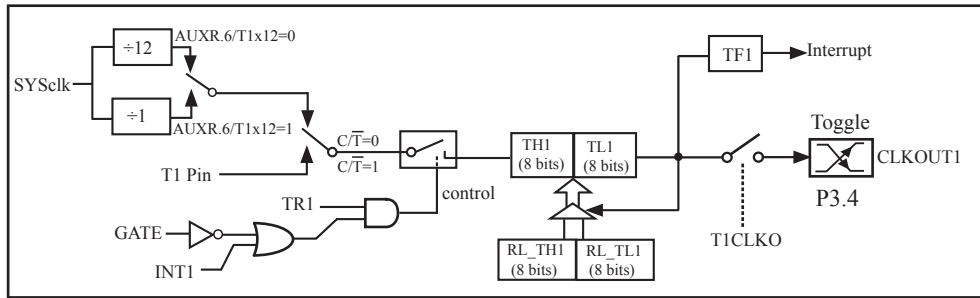 ÷12
AUXR.6/T1x12=0
SYSclk
÷1
AUXR.6/T1x12=1
C/T̅=0
C/T̅=1
T1 Pin
control
TR1
GATE
INT1
TH1
(8 bits)
TL1
(8 bits)
RL_TH1
(8 bits)
RL_TL1
(8 bits)
TF1
Interrupt
Toggle
CLKOUT1
P3.4
T1CLKO